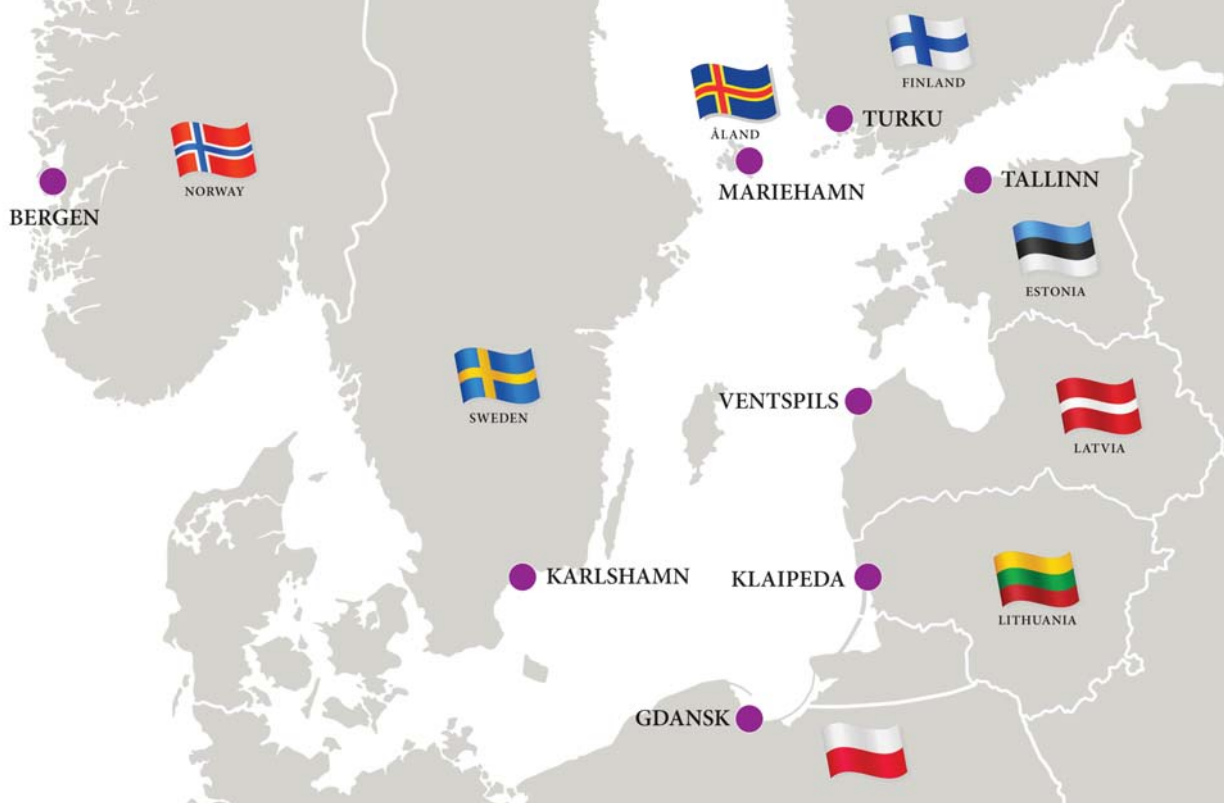 FINLAND
ÅLAND
TURKU
MARIEHAMN
TALLINN
NORWAY
BERGEN
ESTONIA
SWEDEN
VENTSPILS
LATVIA
KARLSHAMN
KLAIPEDA
LITHUANIA
GDANSK